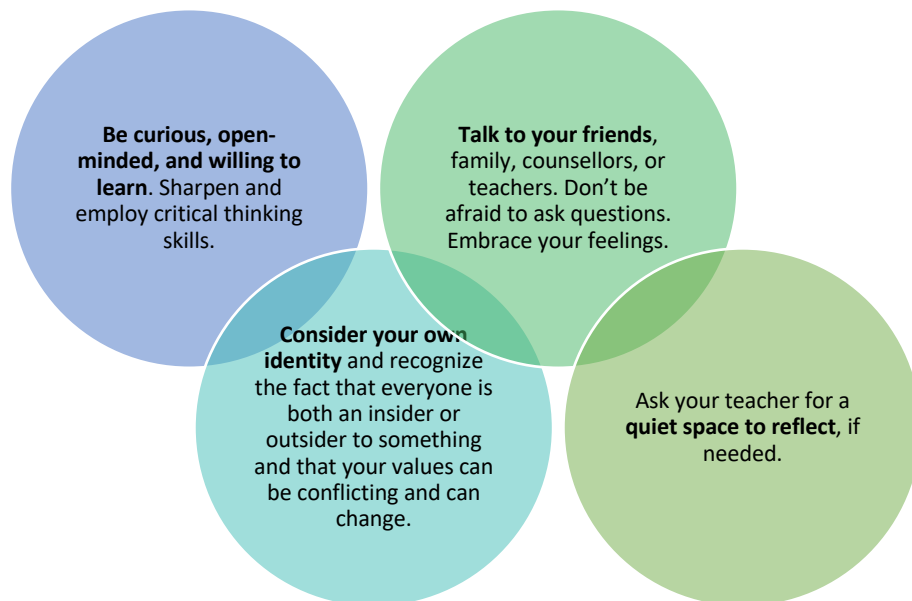 Be curious, open-
minded, and willing to
learn. Sharpen and
employ critical thinking
skills.
Talk to your friends,
family, counsellors, or
teachers. Don’t be
afraid to ask questions.
Embrace your feelings.
Consider your own
identity and recognize
the fact that everyone is
both an insider or
outsider to something
and that your values can
be conflicting and can
change.
Ask your teacher for a
quiet space to reflect, if
needed.